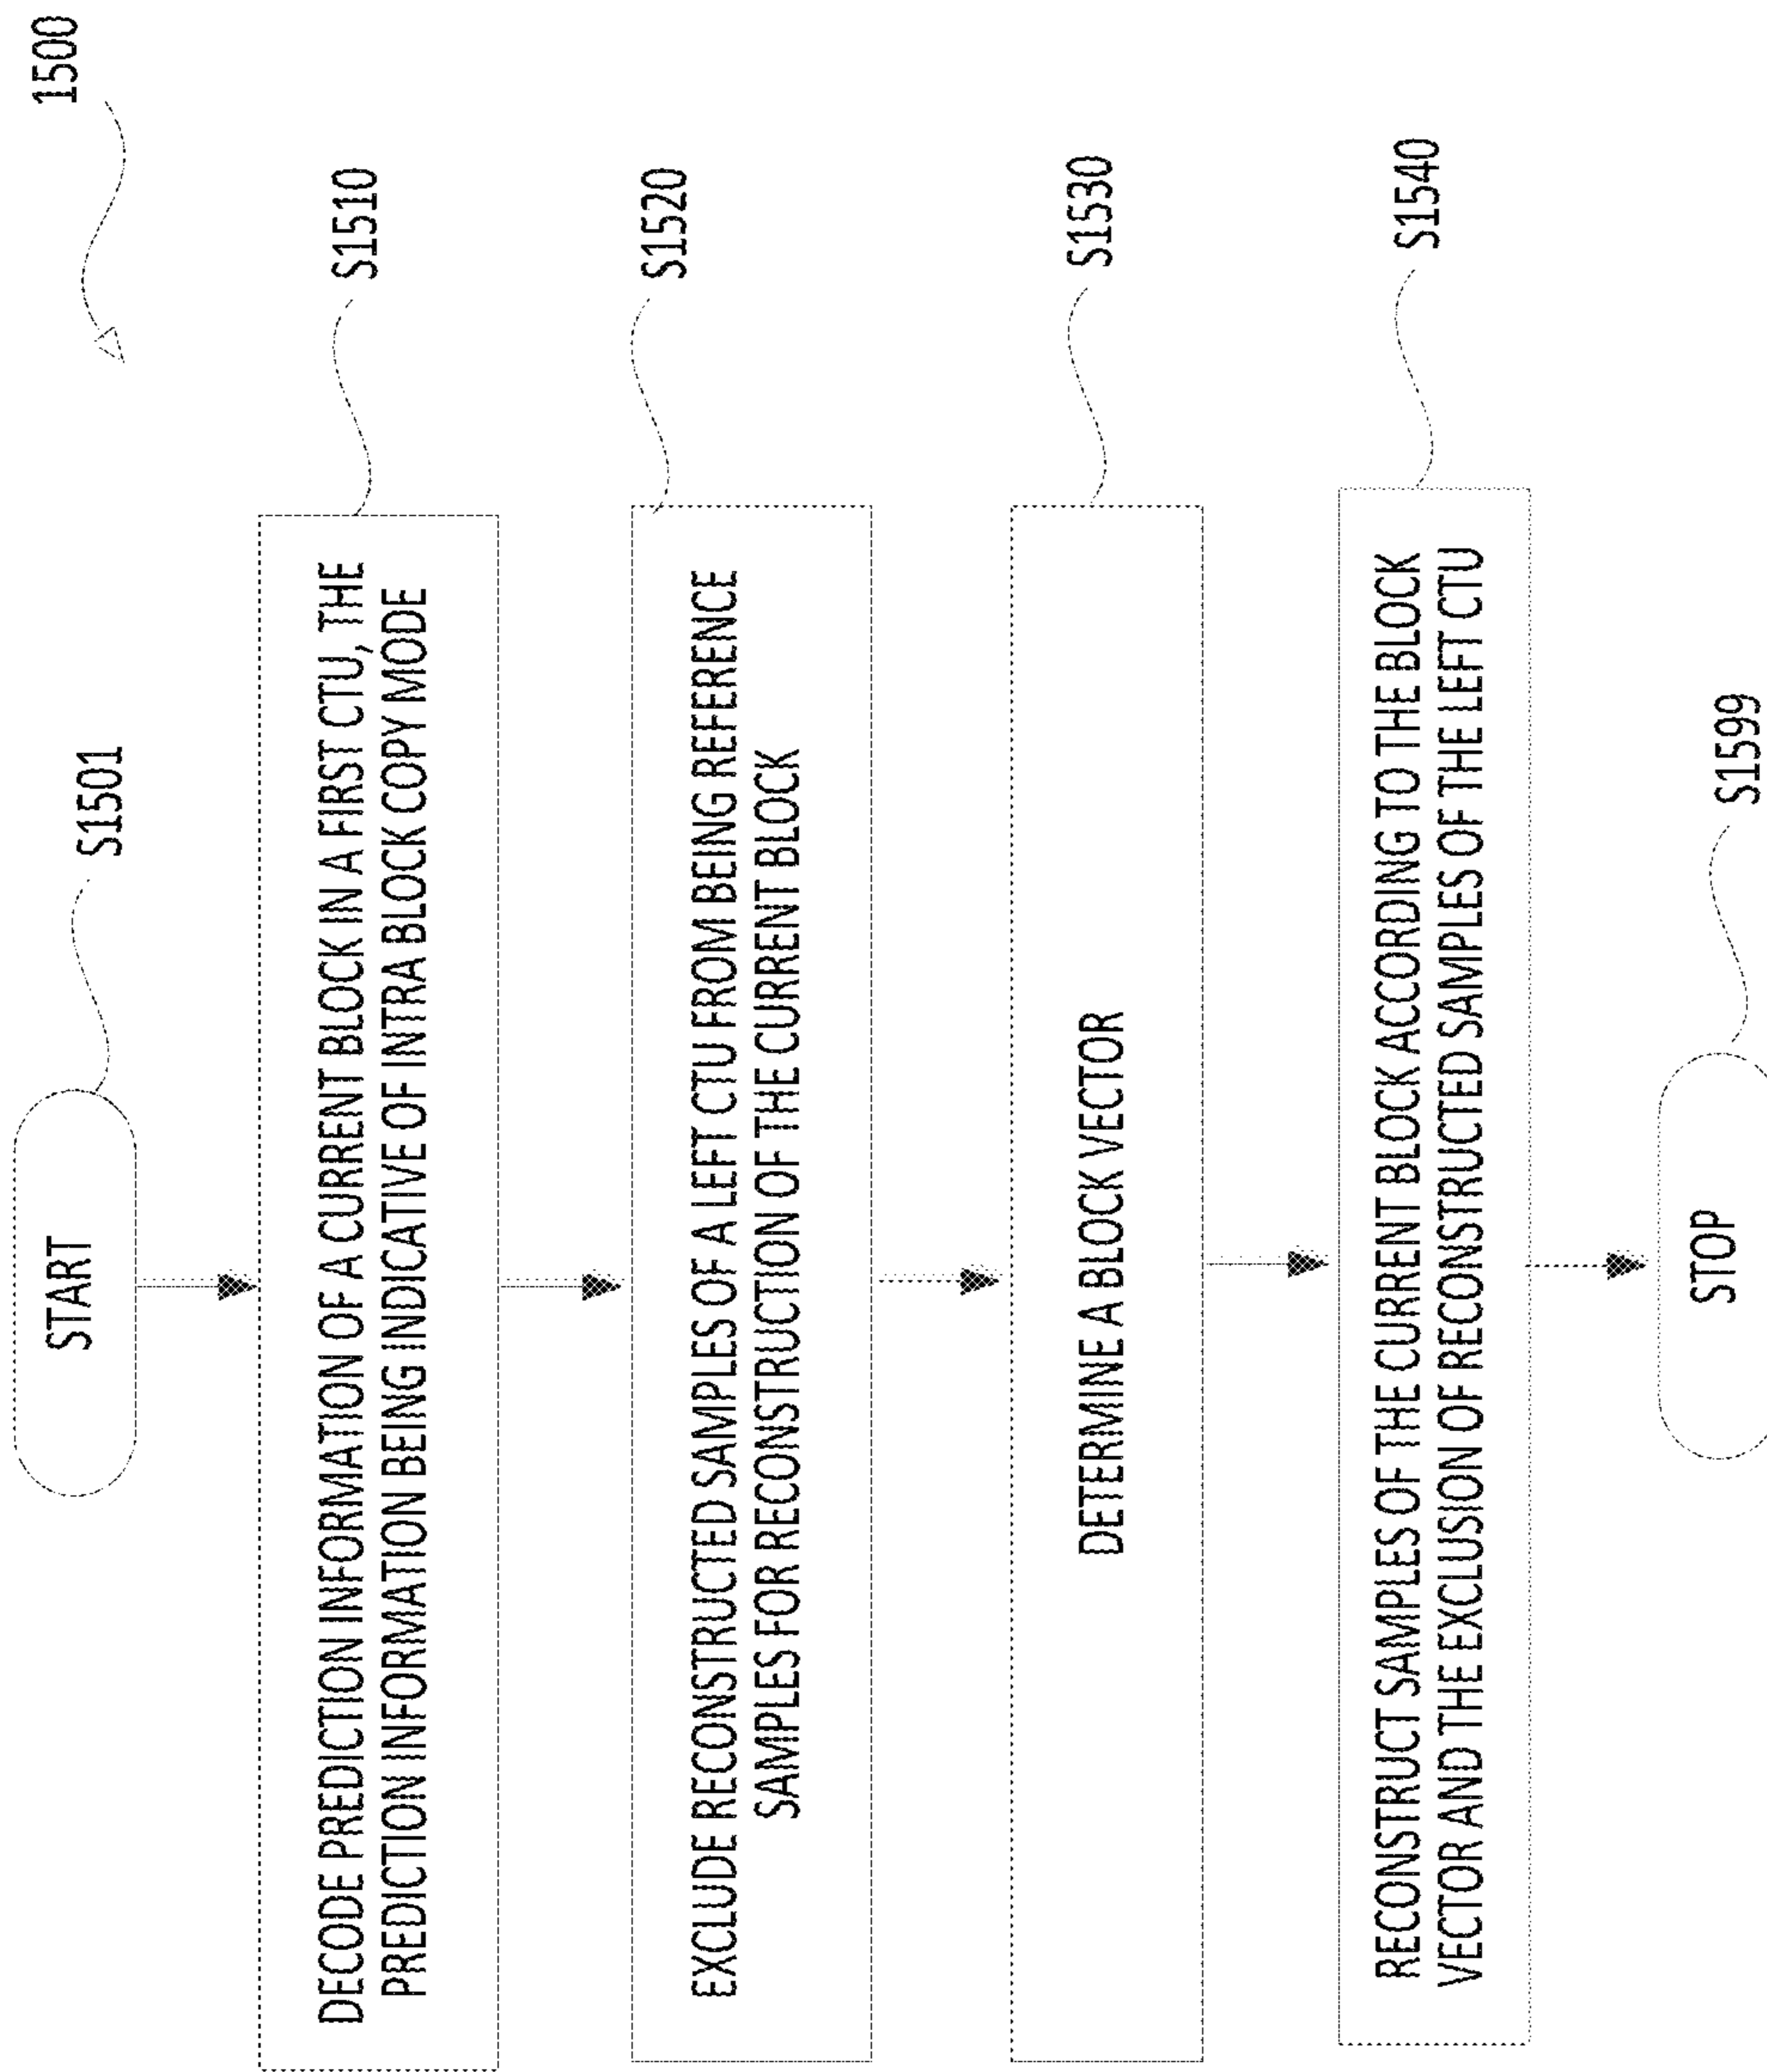 1500
START
S1501
DECODE PREDICTION INFORMATION OF A CURRENT BLOCK IN A FIRST CTU, THE
PREDICTION INFORMATION BEING INDICATIVE OF INTRA BLOCK COPY MODE
S1510
EXCLUDE RECONSTRUCTED SAMPLES OF A LEFT CTU FROM BEING REFERENCE
SAMPLES FOR RECONSTRUCTION OF THE CURRENT BLOCK
S1520
DETERMINE A BLOCK VECTOR
S1530
RECONSTRUCT SAMPLES OF THE CURRENT BLOCK ACCORDING TO THE BLOCK
VECTOR AND THE EXCLUSION OF RECONSTRUCTED SAMPLES OF THE LEFT CTU
S1540
STOP
S1599